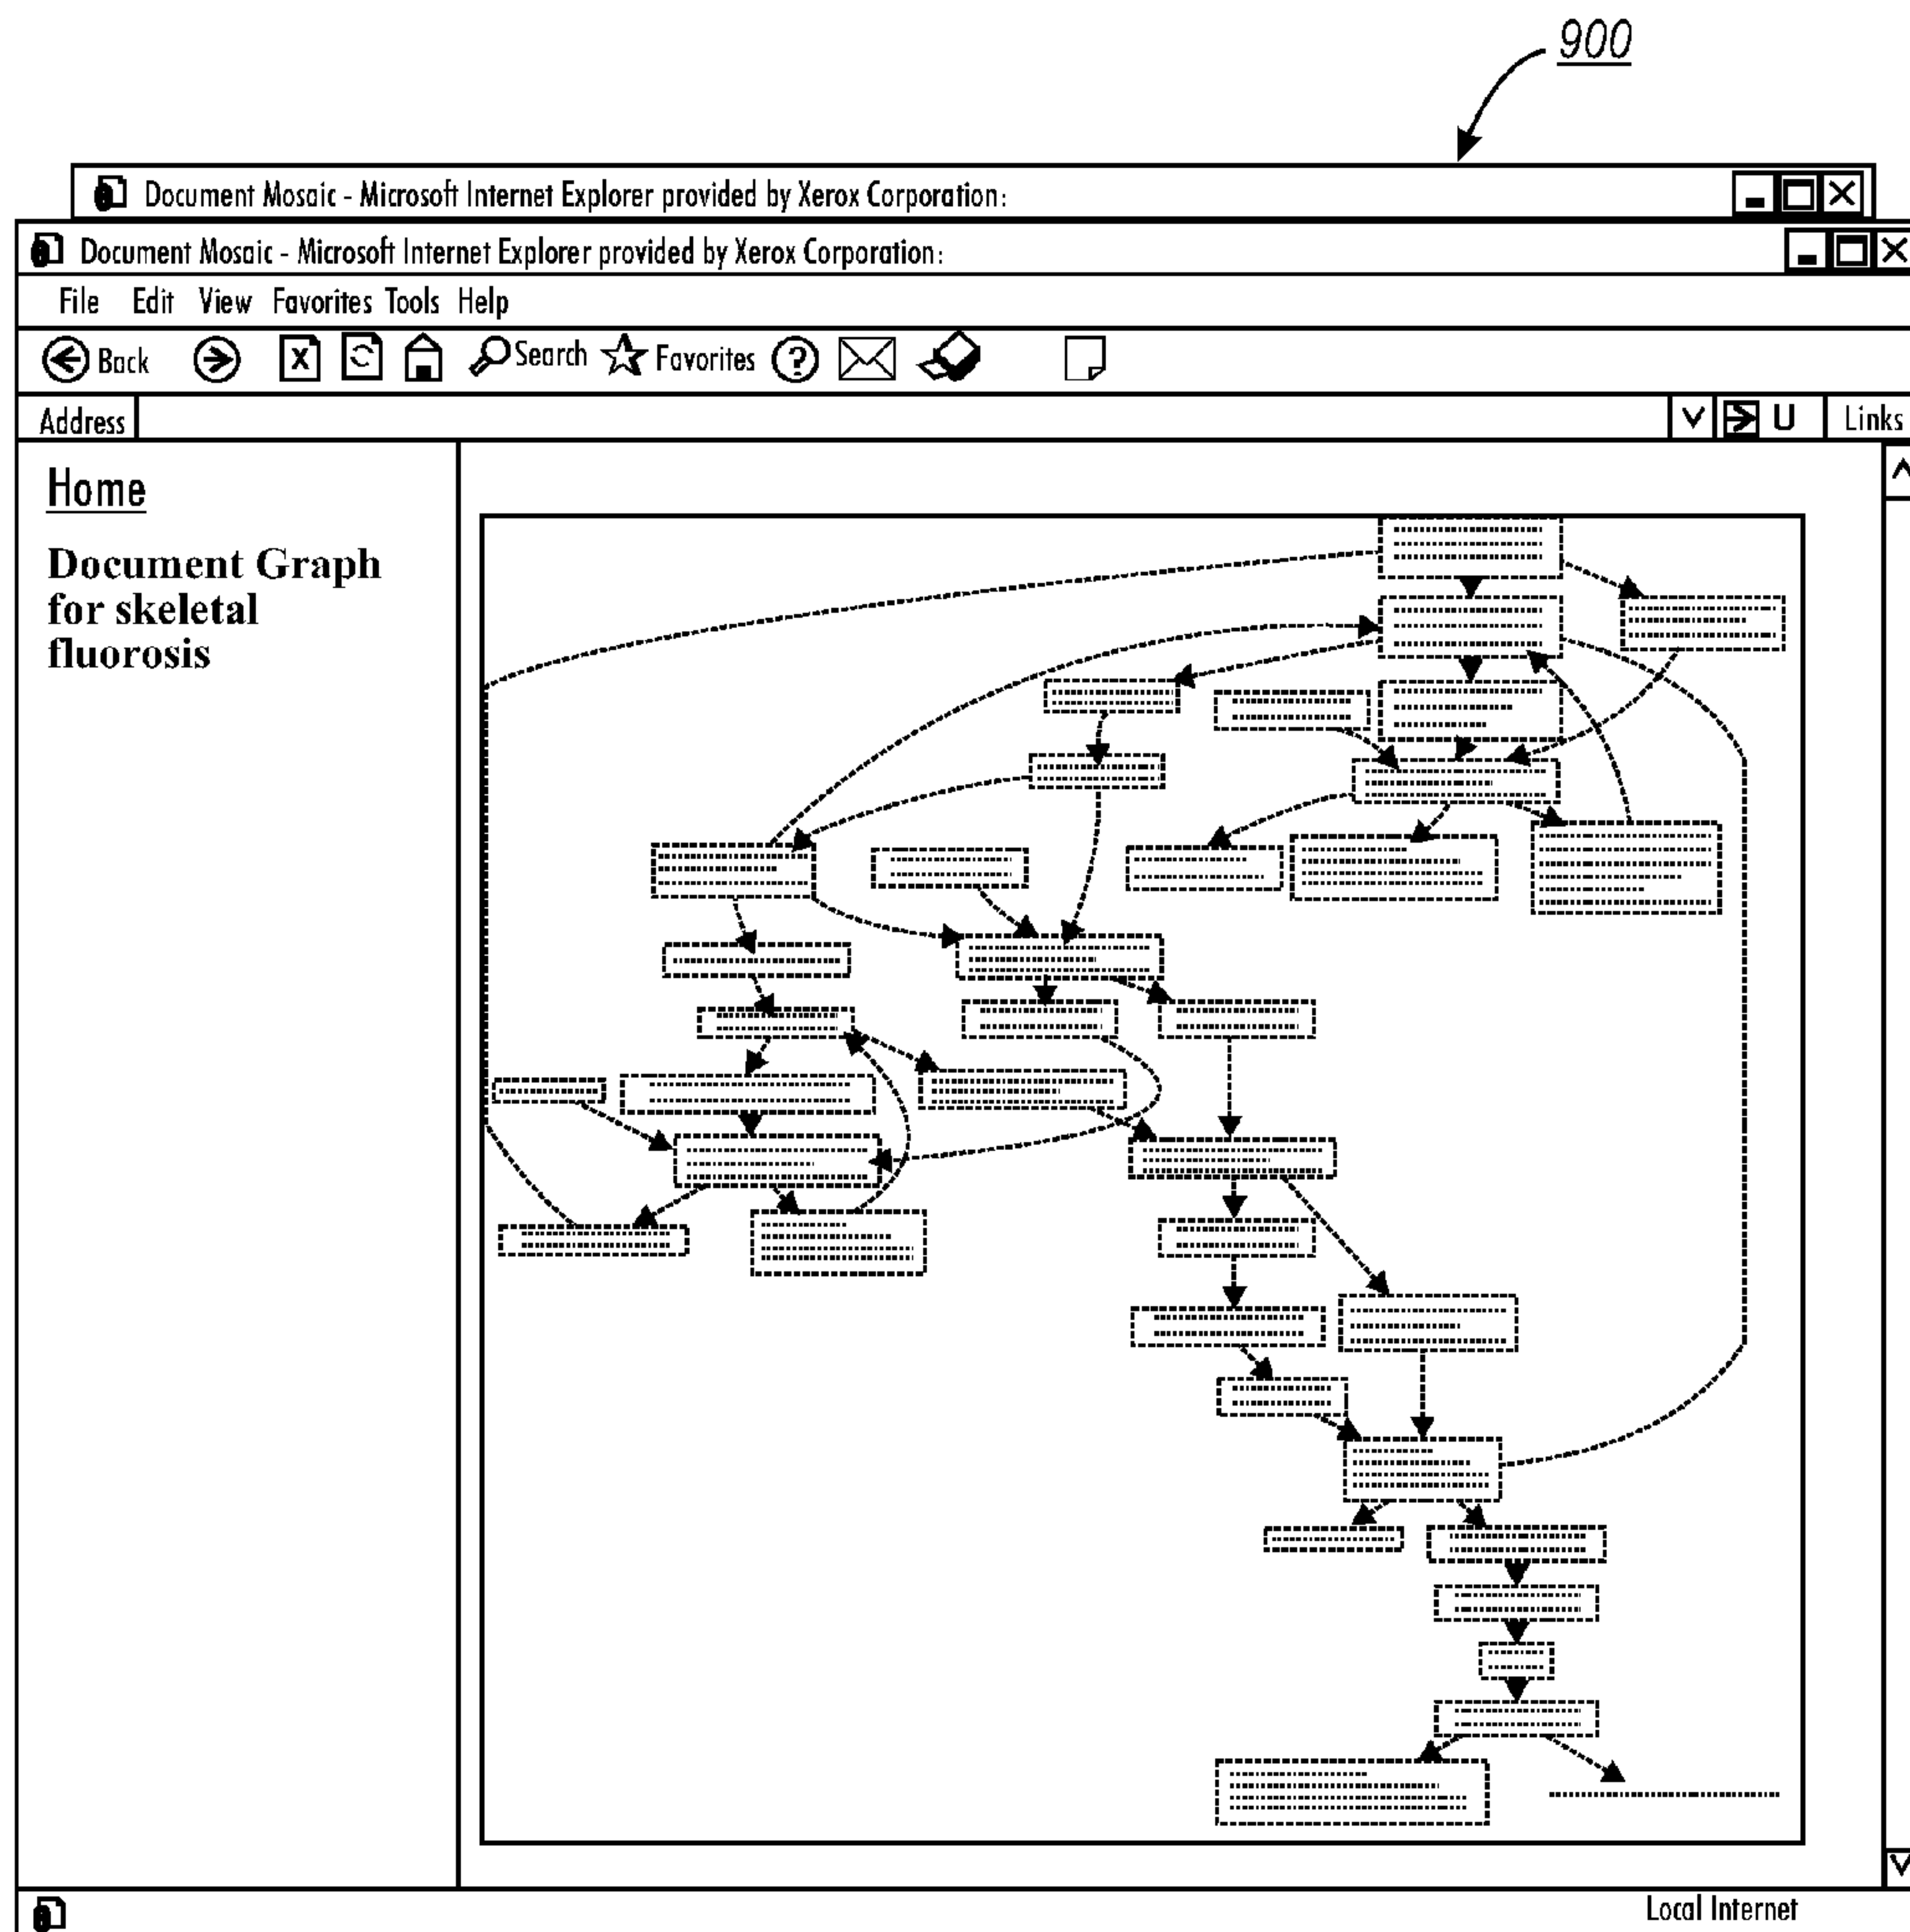 900
Document Mosaic - Microsoft Internet Explorer provided by Xerox Corporation:
Document Mosaic - Microsoft Internet Explorer provided by Xerox Corporation:
File Edit View Favorites Tools Help
Back Search Favorites
Address U Links
Home
Document Graph
for skeletal
fluorosis
Local Internet